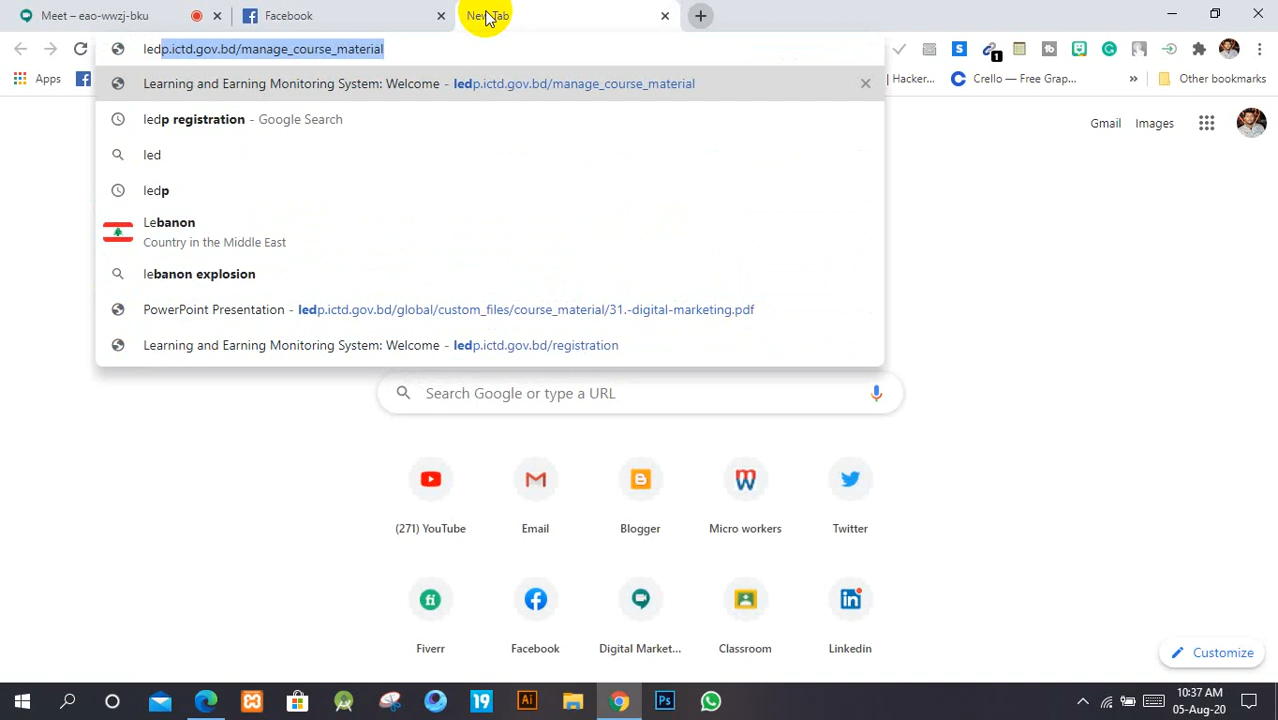 Meet – eao-wwzj-bku
Facebook
New Tab
ledp.ictd.gov.bd/manage_course_material
1
Apps
Hacker...
Crello — Free Grap...
»
Other bookmarks
Learning and Earning Monitoring System: Welcome - ledp.ictd.gov.bd/manage_course_material
ledp registration - Google Search
led
ledp
Lebanon
Country in the Middle East
lebanon explosion
PowerPoint Presentation - ledp.ictd.gov.bd/global/custom_files/course_material/31.-digital-marketing.pdf
Learning and Earning Monitoring System: Welcome - ledp.ictd.gov.bd/registration
Gmail
Images
Search Google or type a URL
(271) YouTube
Email
Blogger
Micro workers
Twitter
Fiverr
Facebook
Digital Market...
Classroom
Linkedin
Customize
19
Ai
Ps
10:37 AM
05-Aug-20